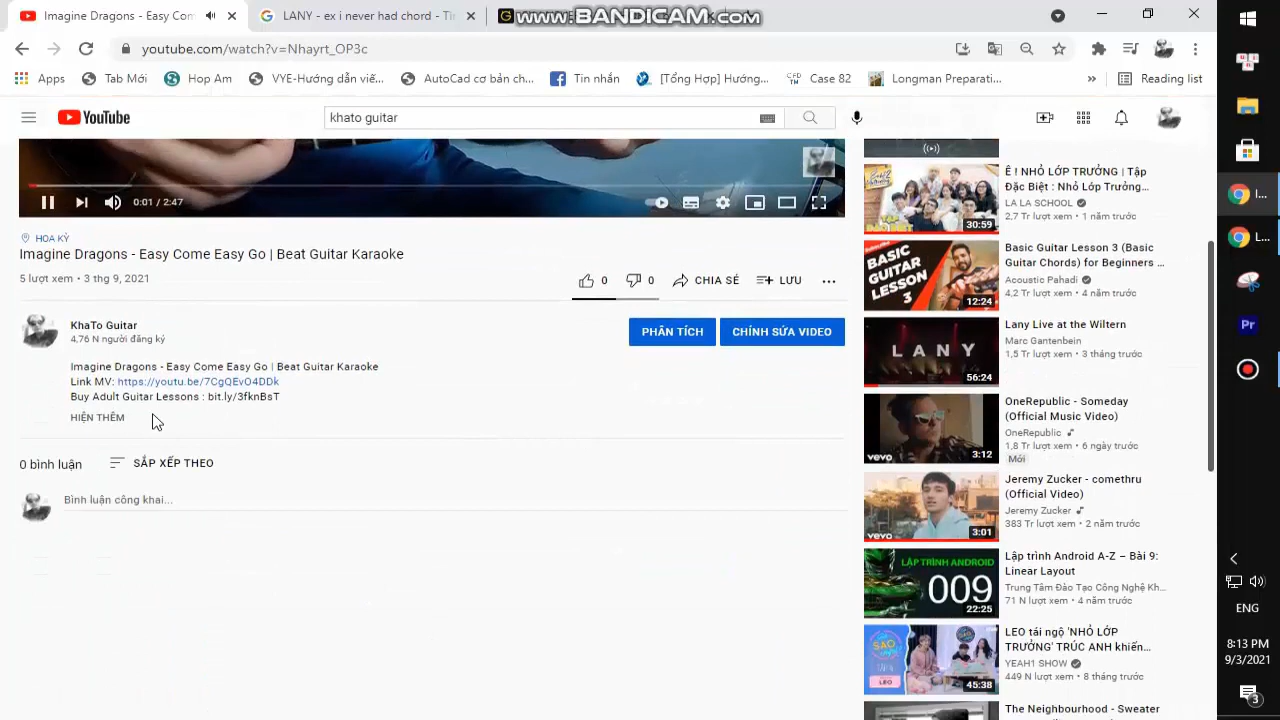 Imagine Dragons - Easy Com
LANY - ex i never had chord - Th
www.BANDICAM.com
youtube.com/watch?v=Nhayrt_OP3c
Apps
Tab Mới
Hop Am
VYE-Hướng dẫn viế...
AutoCad cơ bản ch...
Tin nhắn
[Tổng Hợp] Hướng...
Case 82
Longman Preparati...
»
Reading list
YouTube
khato guitar
0:01 / 2:47
HOA KỲ
Imagine Dragons - Easy Come Easy Go | Beat Guitar Karaoke
5 lượt xem • 3 thg 9, 2021
0
0
CHIA SẺ
LƯU
KhaTo Guitar
4,76 N người đăng ký
PHÂN TÍCH
CHỈNH SỬA VIDEO
Imagine Dragons - Easy Come Easy Go | Beat Guitar Karaoke
Link MV: https://youtu.be/7CgQEvO4DDk
Buy Adult Guitar Lessons : bit.ly/3fknBsT
HIỆN THÊM
0 bình luận
SẮP XẾP THEO
Bình luận công khai...
30:59
Ê ! NHỎ LỚP TRƯỞNG | Tập
Đặc Biệt : Nhỏ Lớp Trưởng...
LA LA SCHOOL
2,7 Tr lượt xem • 1 năm trước
BASIC
GUITAR
LESSON
3
12:24
Basic Guitar Lesson 3 (Basic
Guitar Chords) for Beginners ...
Acoustic Pahadi
4,2 Tr lượt xem • 4 năm trước
LANY
56:24
Lany Live at the Wiltern
Marc Gantenbein
1,5 Tr lượt xem • 3 tháng trước
vevo
3:12
OneRepublic - Someday
(Official Music Video)
OneRepublic
1,8 Tr lượt xem • 6 ngày trước
Mới
vevo
3:01
Jeremy Zucker - comethru
(Official Video)
Jeremy Zucker
383 Tr lượt xem • 2 năm trước
LẬP TRÌNH ANDROID
009
22:25
Lập trình Android A-Z – Bài 9:
Linear Layout
Trung Tâm Đào Tạo Công Nghệ Kh...
71 N lượt xem • 4 năm trước
SAO
LEO
45:38
LEO tái ngộ 'NHỎ LỚP
TRƯỞNG' TRÚC ANH khiến...
YEAH1 SHOW
449 N lượt xem • 8 tháng trước
The Neighbourhood - Sweater
I...
L...
Pr
ENG
8:13 PM
9/3/2021
3